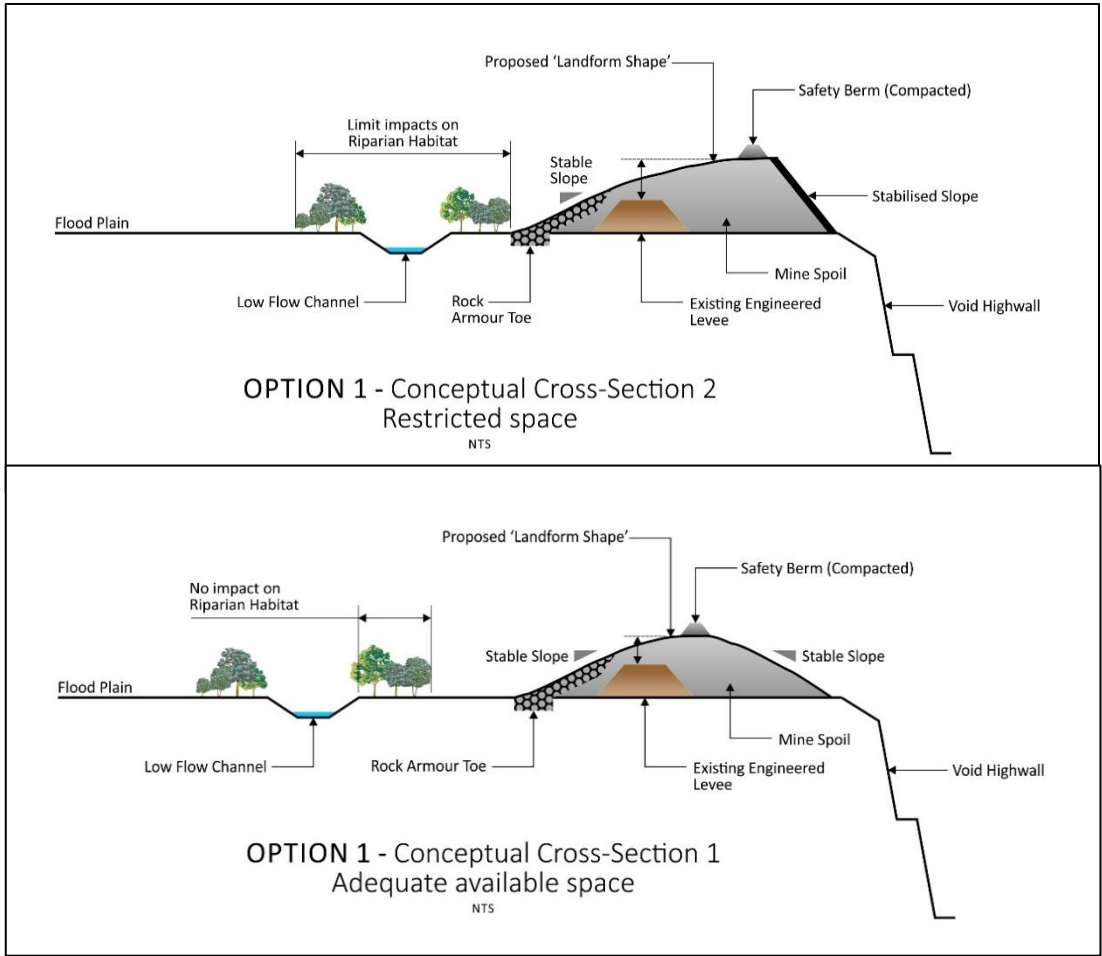 Proposed ‘Landform Shape’
Safety Berm (Compacted)
Limit impacts on
Riparian Habitat
Stable
Slope
Stabilised Slope
Flood Plain
Mine Spoil
Low Flow Channel
Rock
Armour Toe
Existing Engineered
Levee
Void Highwall
OPTION 1 - Conceptual Cross-Section 2
Restricted space
NTS
Proposed ‘Landform Shape’
Safety Berm (Compacted)
No impact on
Riparian Habitat
Stable Slope
Stable Slope
Flood Plain
Mine Spoil
Low Flow Channel
Rock Armour Toe
Existing Engineered
Levee
Void Highwall
OPTION 1 - Conceptual Cross-Section 1
Adequate available space
NTS